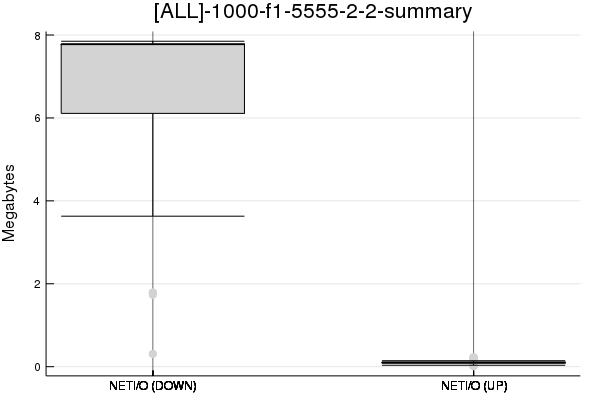 [ALL]-1000-f1-5555-2-2-summary
Megabytes
8
6
4
2
0
NETI/O (DOWN)
NETI/O (UP)